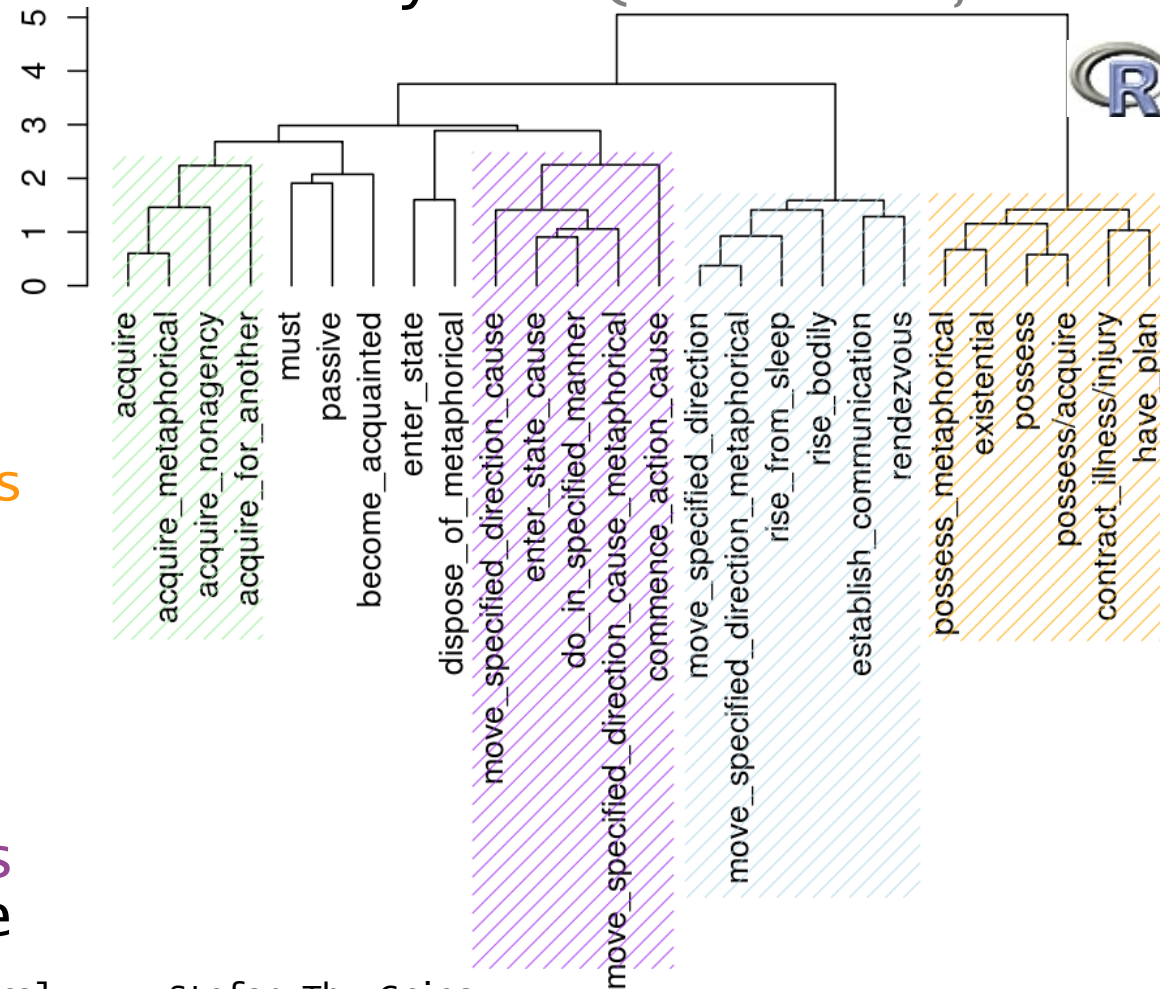 5
4
3
2
1
0
R
acquire
acquire_metaphorical
acquire_nonagency
acquire_for_another
must
passive
become_acquainted
enter_state
dispose_of_metaphorical
move_specified_direction_cause
enter_state_cause
do_in_specified_manner
move_specified_direction_cause_metaphorical
commence_action_cause
move_specified_direction
move_specified_direction_metaphorical
rise_from_sleep
rise_bodily
establish_communication
rendezvous
possess_metaphorical
existential
possess
possess/acquire
contract_illness/injury
have_plan
s
s
e